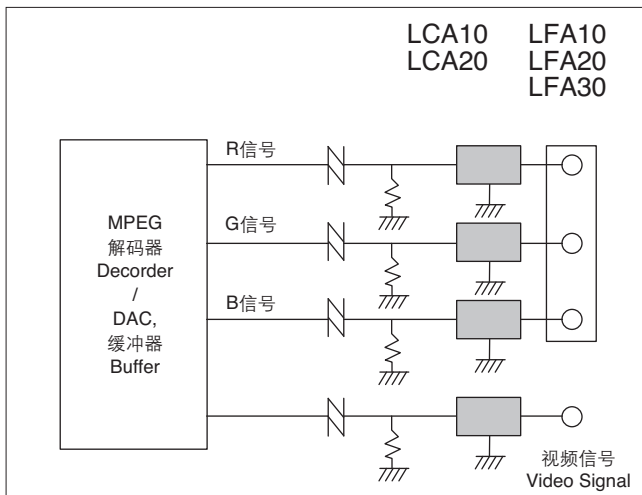 LCA10 LFA10
LCA20 LFA20
LFA30
R信号
G信号
B信号
MPEG
解码器
Decorder
/
DAC,
缓冲器
Buffer
视频信号
Video Signal